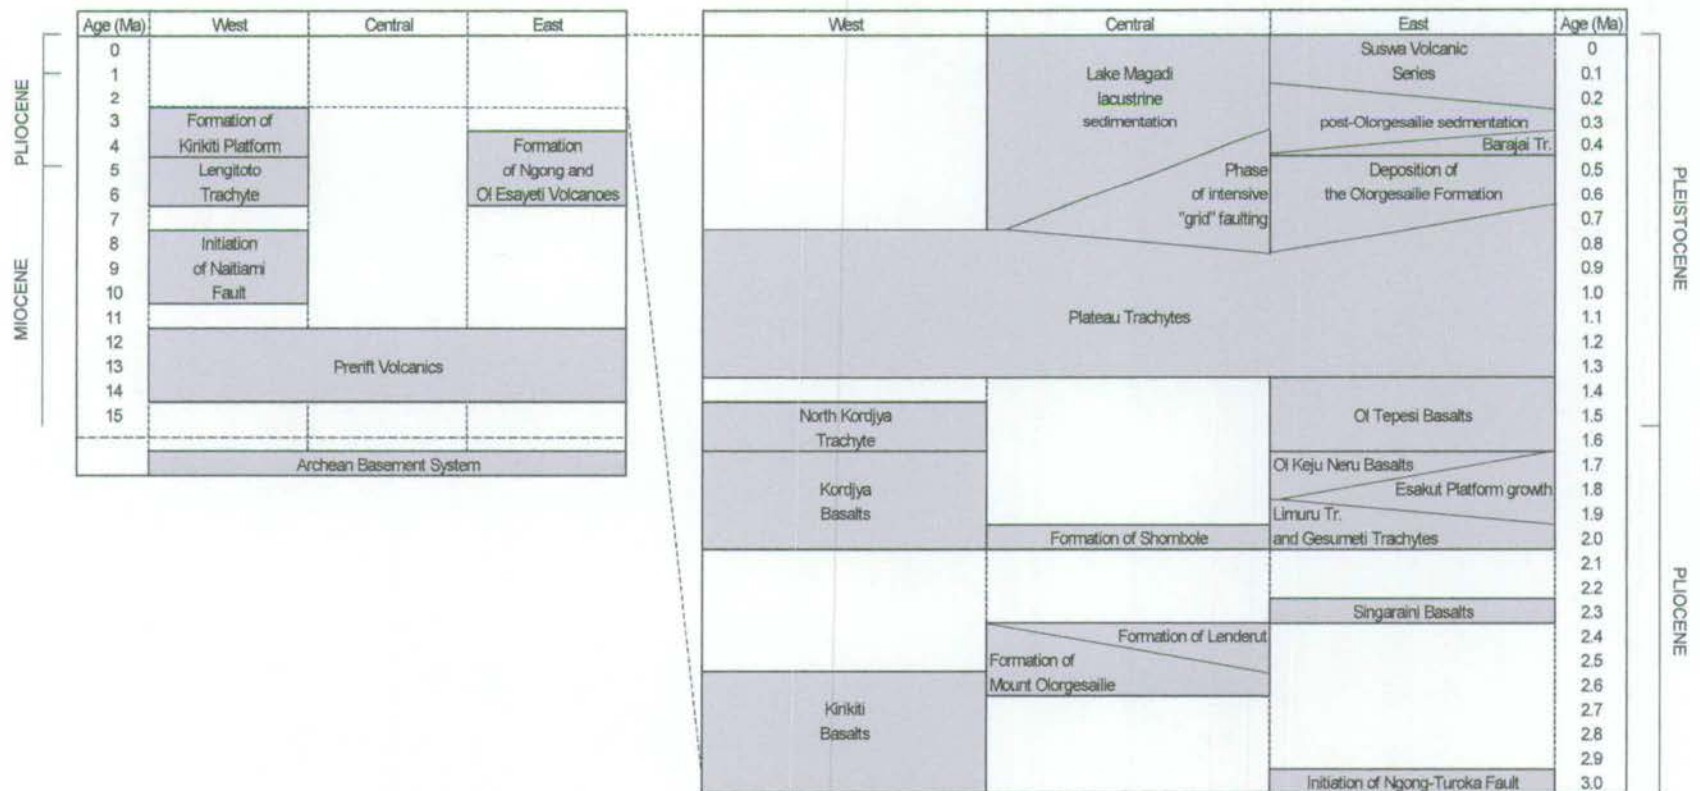 Age (Ma) West Central East
0
1
2
3
4
5
6
7
8
9
10
11
12
13
14
15
PLIOCENE
MIOCENE
Formation of
Kirikiti Platform
Lengitoto
Trachyte
Initiation
of Naitiami
Fault
Formation
of Ngong and
Ol Esayeti Volcanoes
Prerift Volcanics
Archean Basement System
West Central East Age (Ma)
Lake Magadi
lacustrine
sedimentation
Suswa Volcanic
Series
post-Olorgesailie sedmentation
Barajai Tr.
Phase
of intensive
"grid" faulting
Deposition of
the Olorgesailie Formation
Plateau Trachytes
North Kordjya
Trachyte
Kordjya
Basalts
Ol Tepesi Basalts
Ol Keju Neru Basalts
Esakut Platform growth
Limuru Tr.
and Gesumeti Trachytes
Formation of Shombole
Singaraini Basalts
Formation of Lenderut
Formation of
Mount Olorgesailie
Kirikiti
Basalts
Initiation of Ngong-Turoka Fault
0
0.1
0.2
0.3
0.4
0.5
0.6
0.7
0.8
0.9
1.0
1.1
1.2
1.3
1.4
1.5
1.6
1.7
1.8
1.9
2.0
2.1
2.2
2.3
2.4
2.5
2.6
2.7
2.8
2.9
3.0
PLEISTOCENE
PLIOCENE